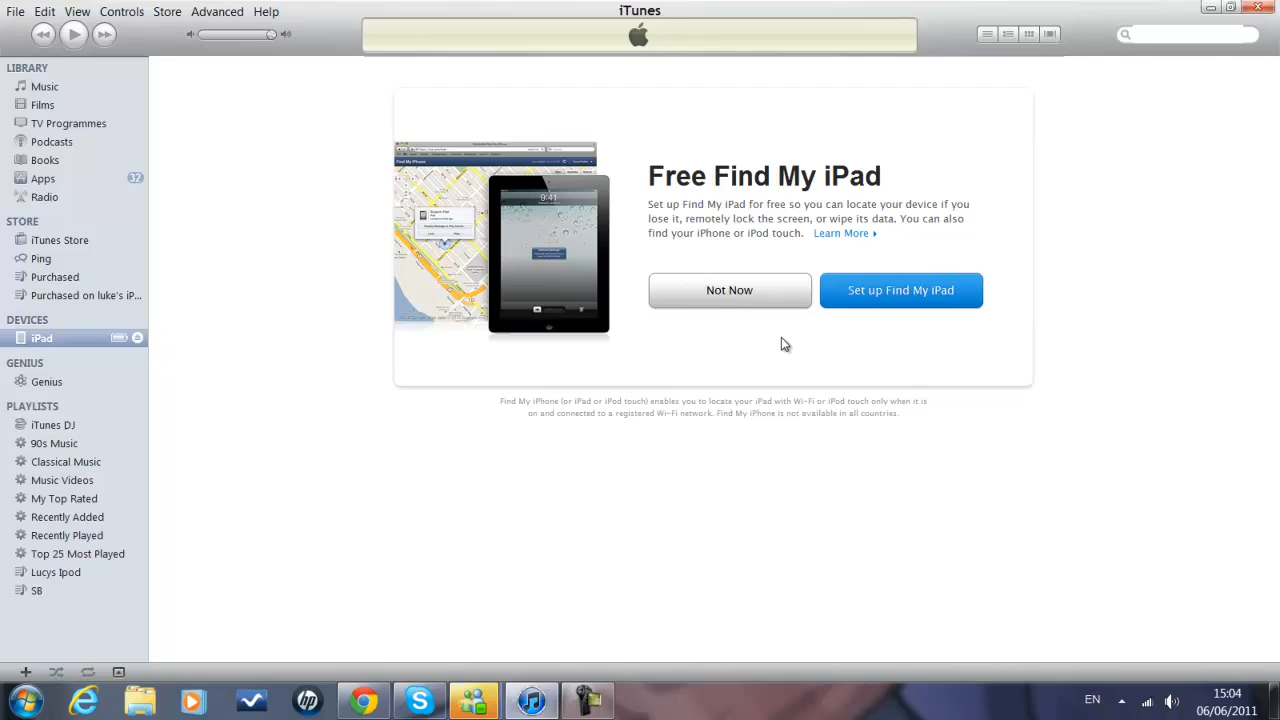 File Edit View Controls Store Advanced Help
iTunes
LIBRARY
Music
Films
TV Programmes
Podcasts
Books
Apps 37
Radio
STORE
iTunes Store
Ping
Purchased
Purchased on luke's iP...
DEVICES
iPad
GENIUS
Genius
PLAYLISTS
iTunes DJ
90s Music
Classical Music
Music Videos
My Top Rated
Recently Added
Recently Played
Top 25 Most Played
Lucys Ipod
SB
9:41
Free Find My iPad
Set up Find My iPad for free so you can locate your device if you
lose it, remotely lock the screen, or wipe its data. You can also
find your iPhone or iPod touch. Learn More
Not Now
Set up Find My iPad
Find My iPhone (or iPad or iPod touch) enables you to locate your iPad with Wi-Fi or iPod touch only when it is
on and connected to a registered Wi-Fi network. Find My iPhone is not available in all countries.
hp
EN
15:04
06/06/2011